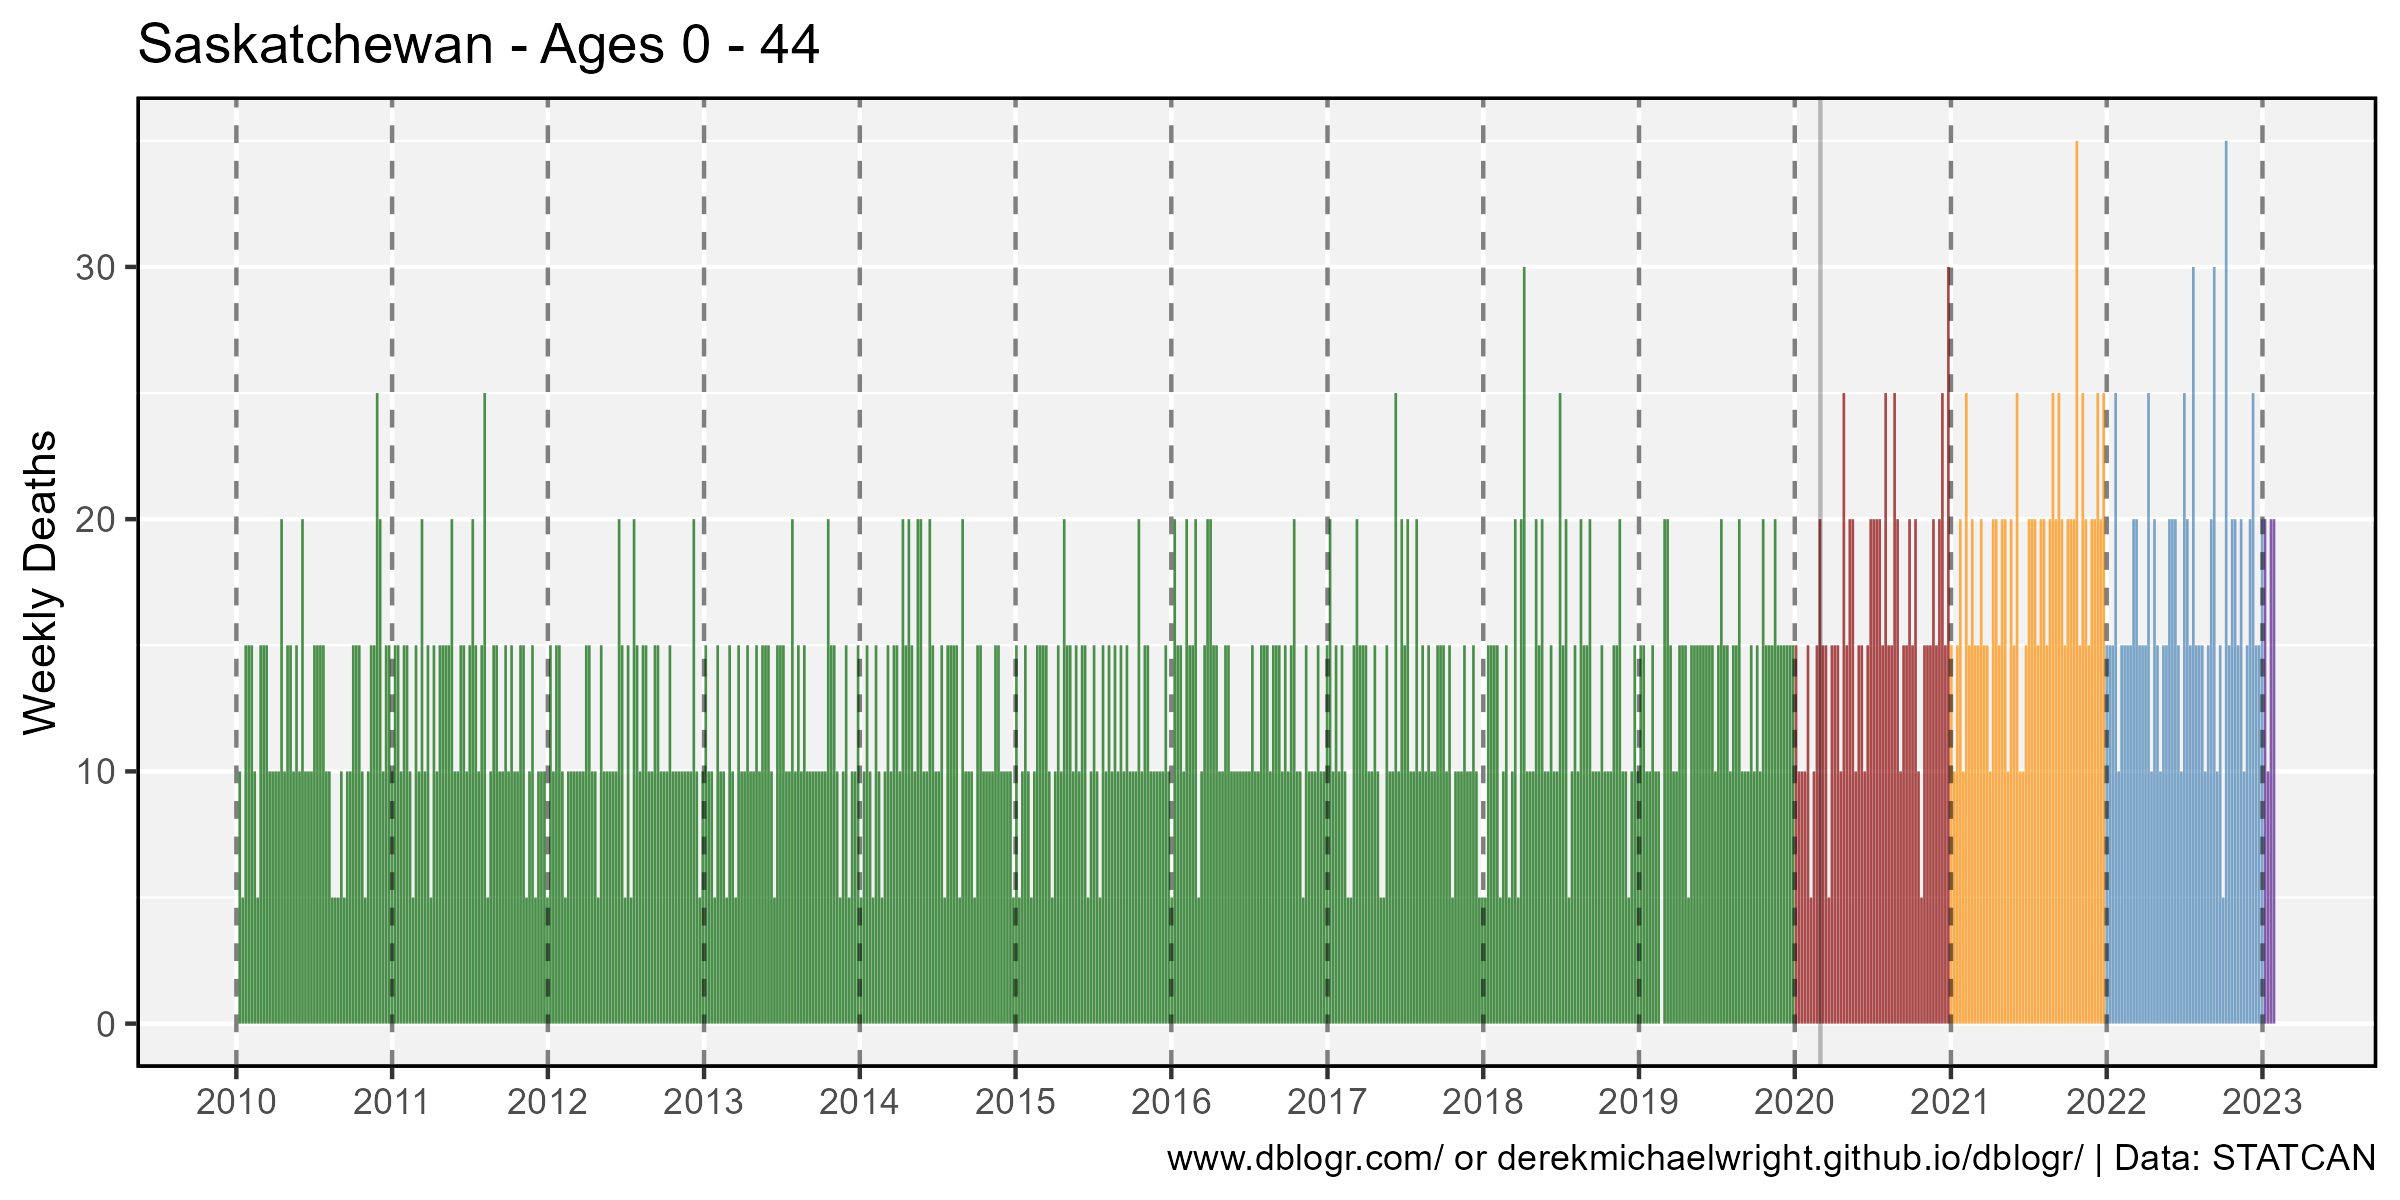 Saskatchewan - Ages 0 - 44
Weekly Deaths
30
20
10
0
2010 2011 2012 2013 2014 2015 2016 2017 2018 2019 2020 2021 2022 2023
www.dblogr.com/ or derekmichaelwright.github.io/dblogr/ | Data: STATCAN